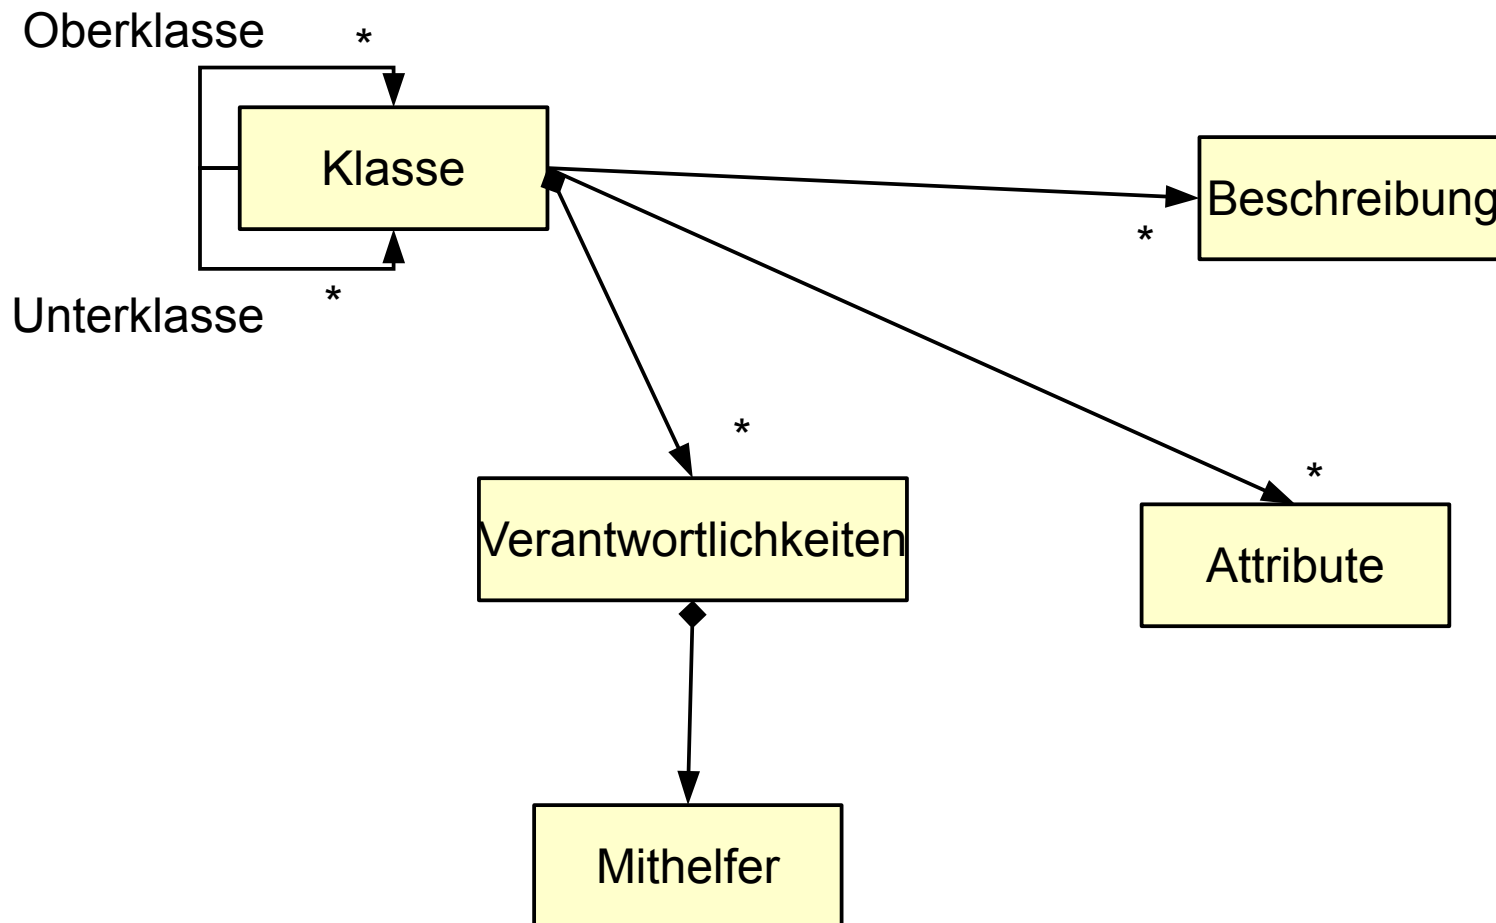 Oberklasse
*
Klasse
Beschreibung
*
*
Unterklasse
*
*
Verantwortlichkeiten
Attribute
Mithelfer